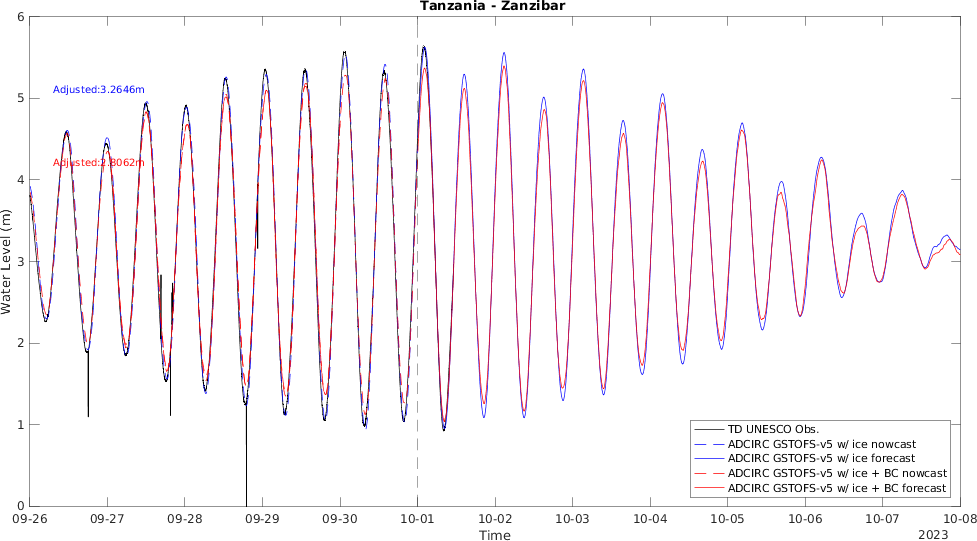 Tanzania - Zanzibar
6
5
4
3
2
1
0
Water Level (m)
Adjusted:3.2646m
Adjusted:2.8062m
TD UNESCO Obs.
ADCIRC GSTOFS-v5 w/ ice nowcast
ADCIRC GSTOFS-v5 w/ ice forecast
ADCIRC GSTOFS-v5 w/ ice + BC nowcast
ADCIRC GSTOFS-v5 w/ ice + BC forecast
09-26 09-27 09-28 09-29 09-30 10-01 10-02 10-03 10-04 10-05 10-06 10-07 10-08
Time
2023